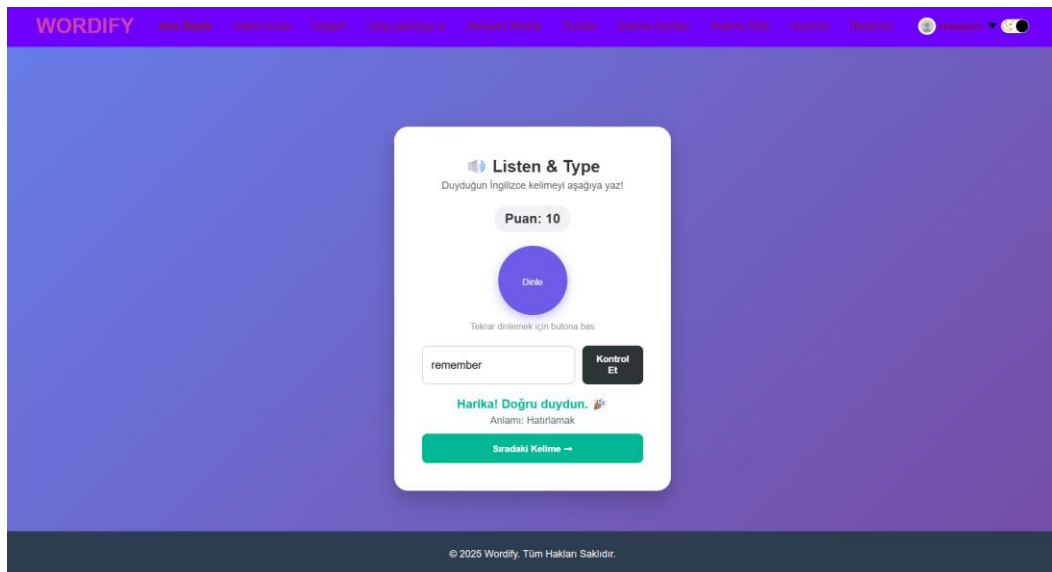 WORDIFY Ana Sayfa
Listen & Type
Duyduğun İngilizce kelimeyi aşağıya yaz!
Puan: 10
Dinle
Tekrar dinlemek için butona bas
remember
Kontrol
Et
Harika! Doğru duydun. 🎉
Anlamı: Hatırlamak
Sıradaki Kelime →
© 2025 Wordify. Tüm Hakları Saklıdır.